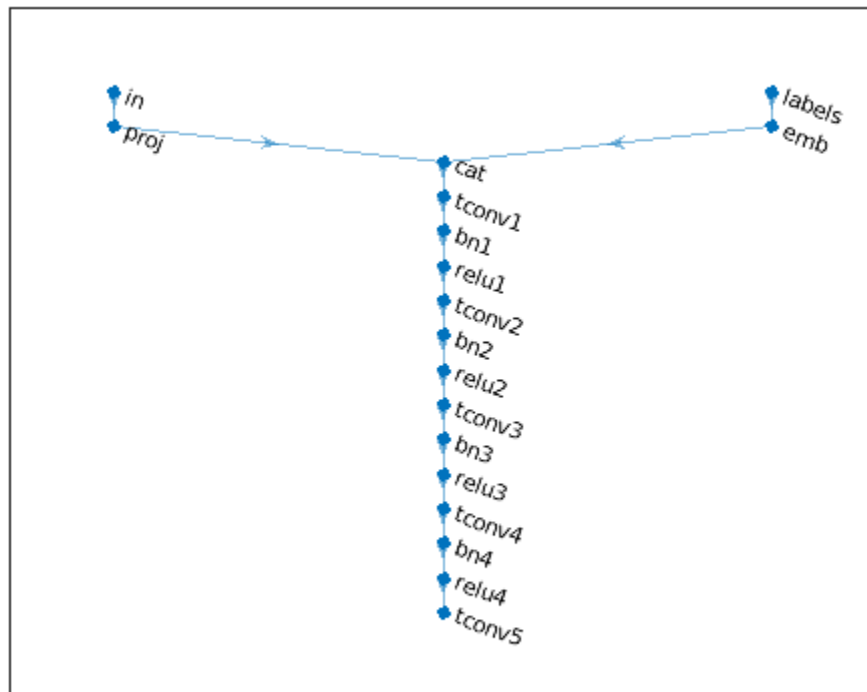 in
proj
labels
emb
cat
tconv1
bn1
relu1
tconv2
bn2
relu2
tconv3
bn3
relu3
tconv4
bn4
relu4
tconv5